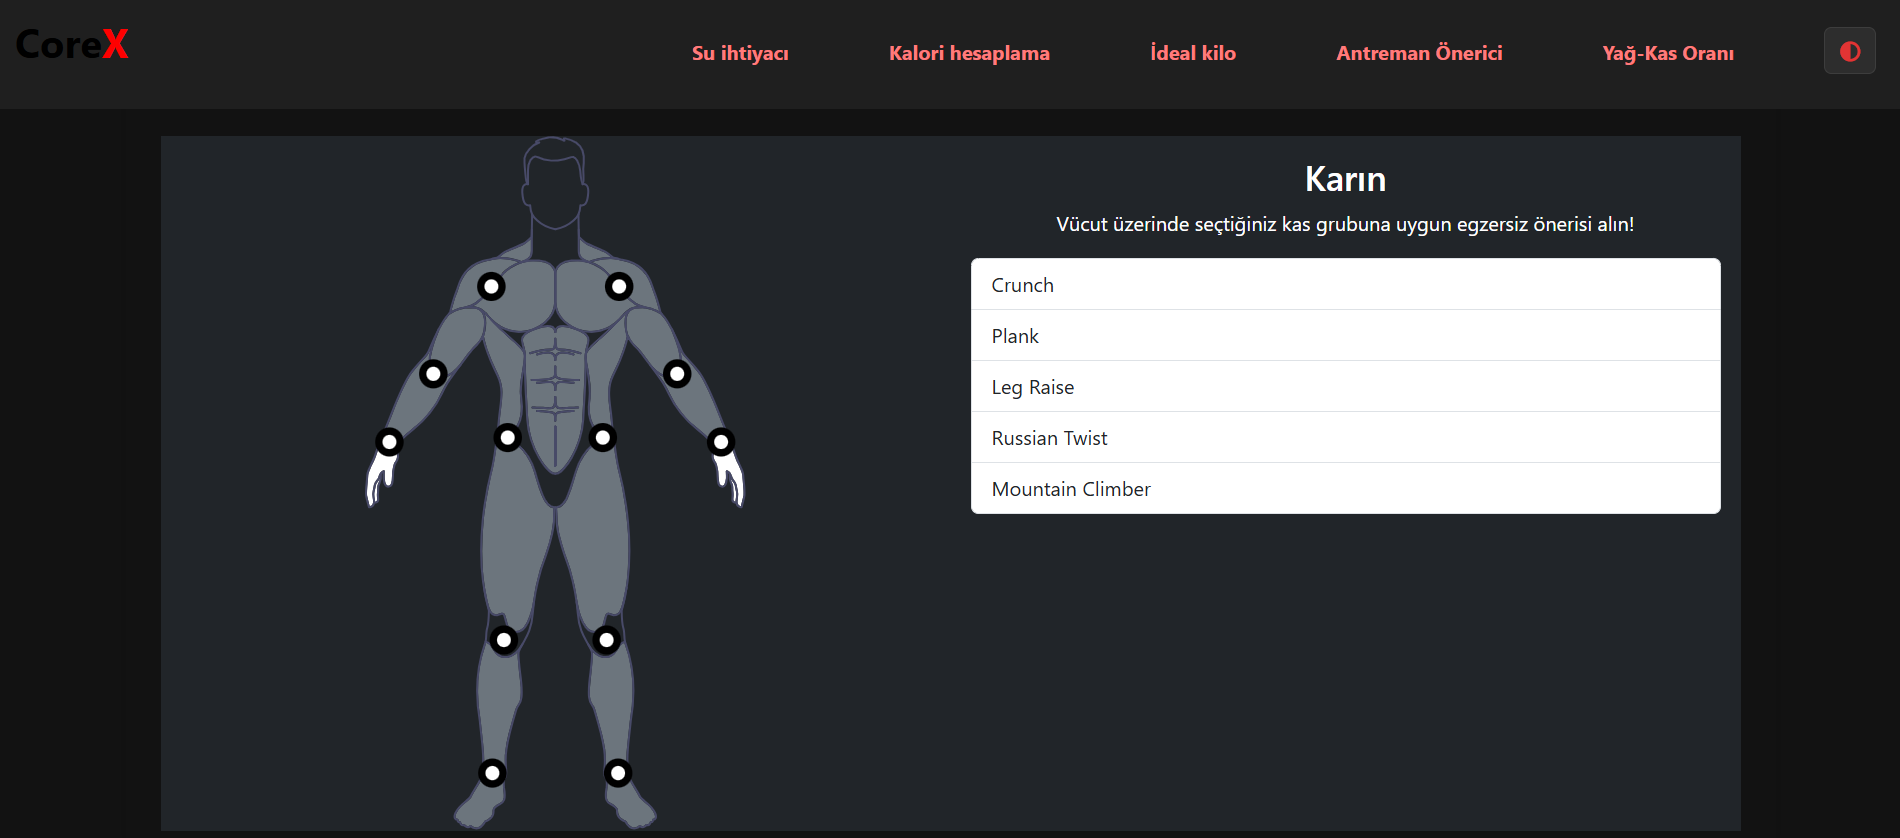 CoreX
Su ihtiyacı
Kalori hesaplama
İdeal kilo
Antreman Önerici
Yağ-Kas Oranı
Karın
Vücut üzerinde seçtiğiniz kas grubuna uygun egzersiz önerisi alın!
Crunch
Plank
Leg Raise
Russian Twist
Mountain Climber